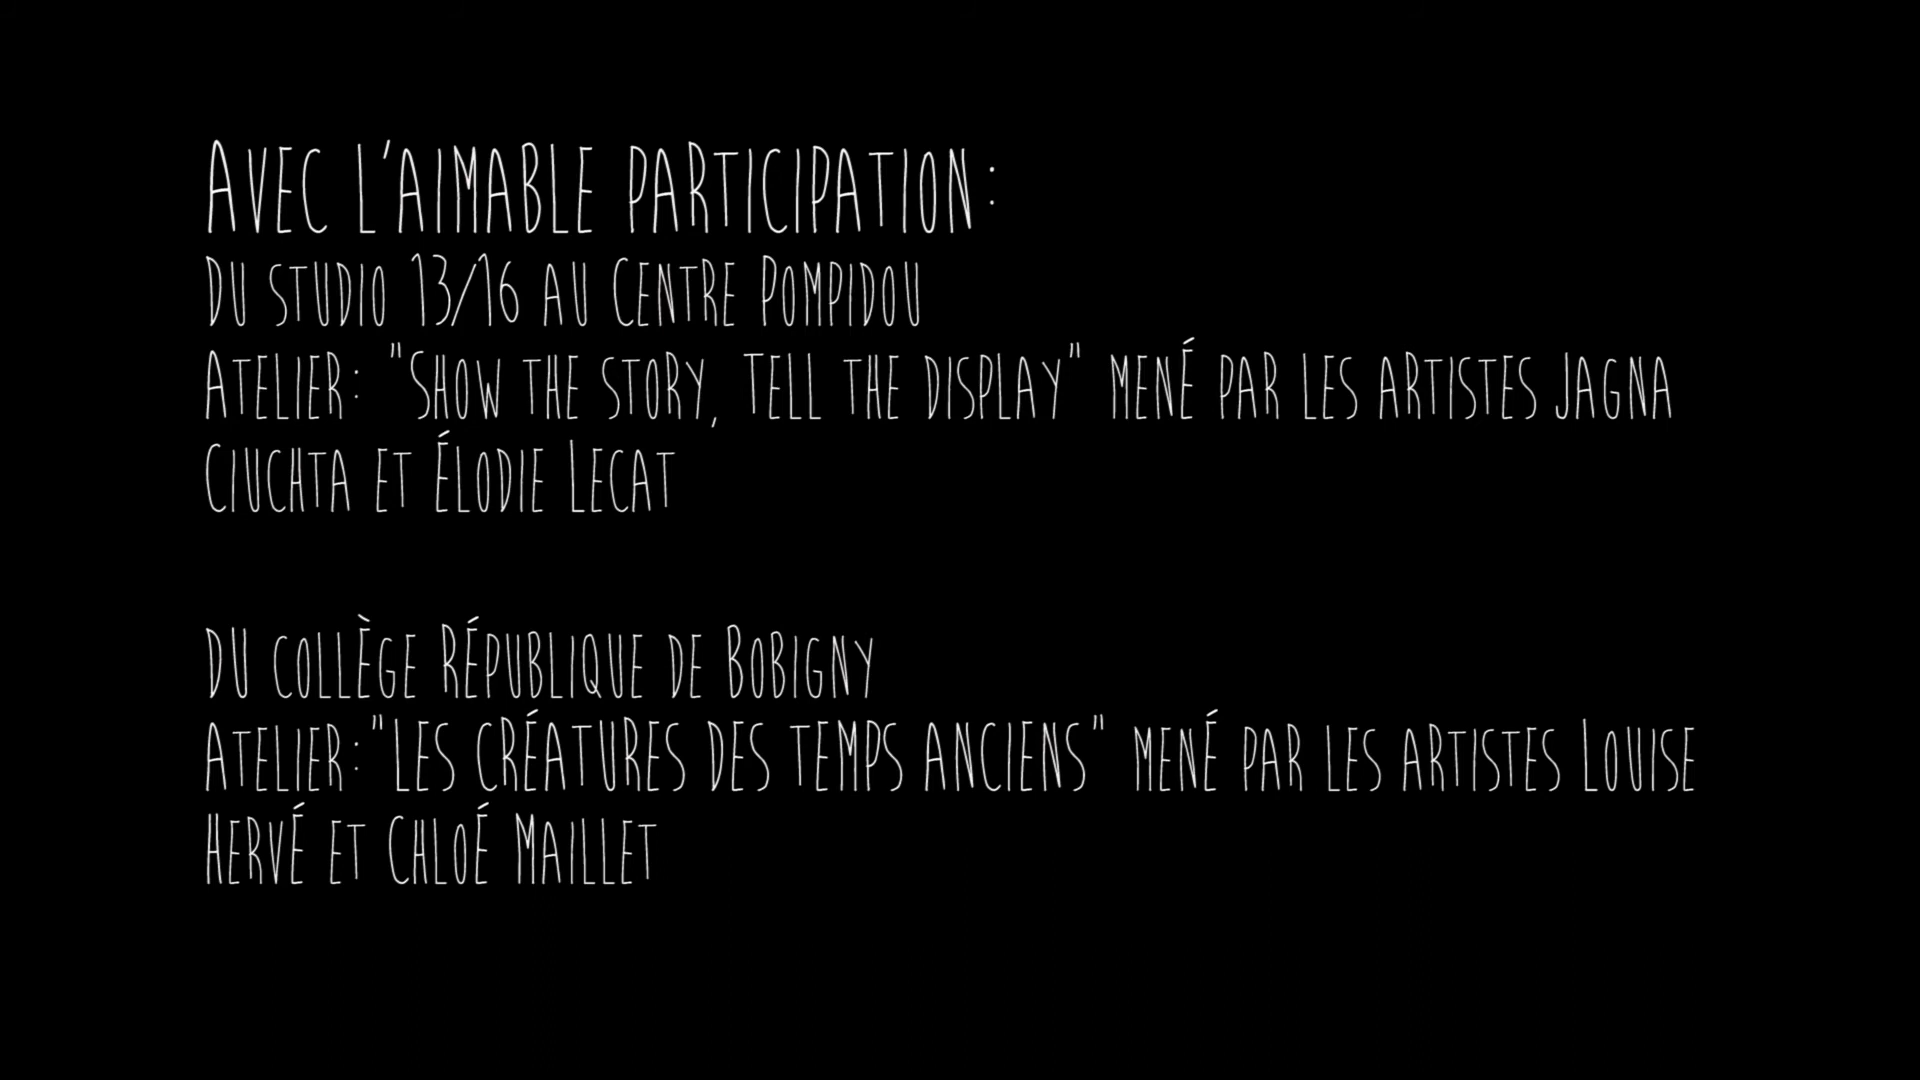 Avec l'aimable participation:
Du studio 13/16 au Centre Pompidou
Atelier: "Show the story, tell the display" mené par les artistes Jagna
Ciuchta et Élodie Lecat
Du collège République de Bobigny
Atelier:"Les créatures des temps anciens" mené par les artistes Louise
Hervé et Chloé Maillet